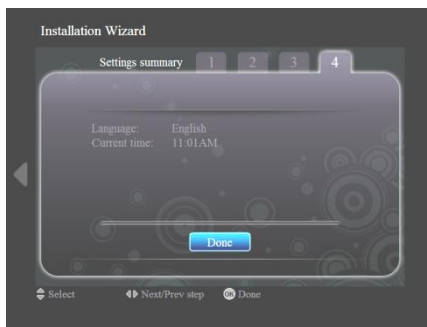 Installation Wizard
Settings summary 1 2 3 4
Language: English
Current time: 11:01AM
Done
Select Next/Prev step OK Done